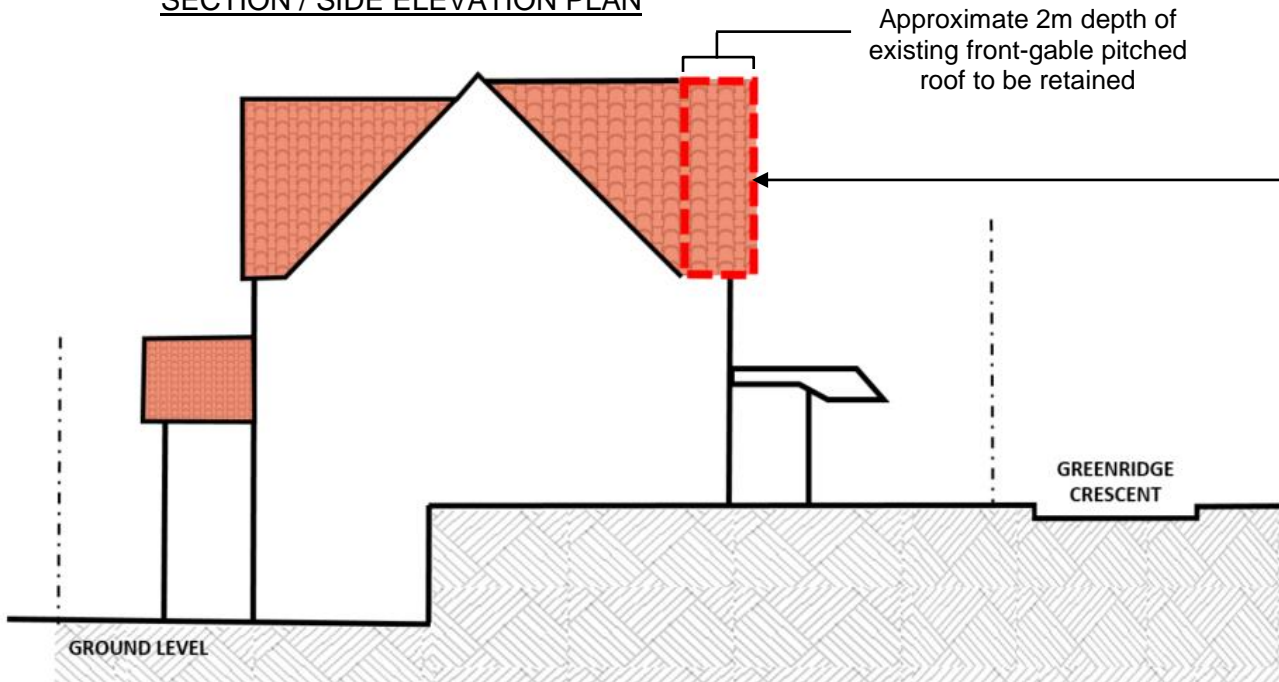 SECTION / SIDE ELEVATION PLAN
Approximate 2m depth of
existing front-gable pitched
roof to be retained
GREENRIDGE
CRESCENT
GROUND LEVEL